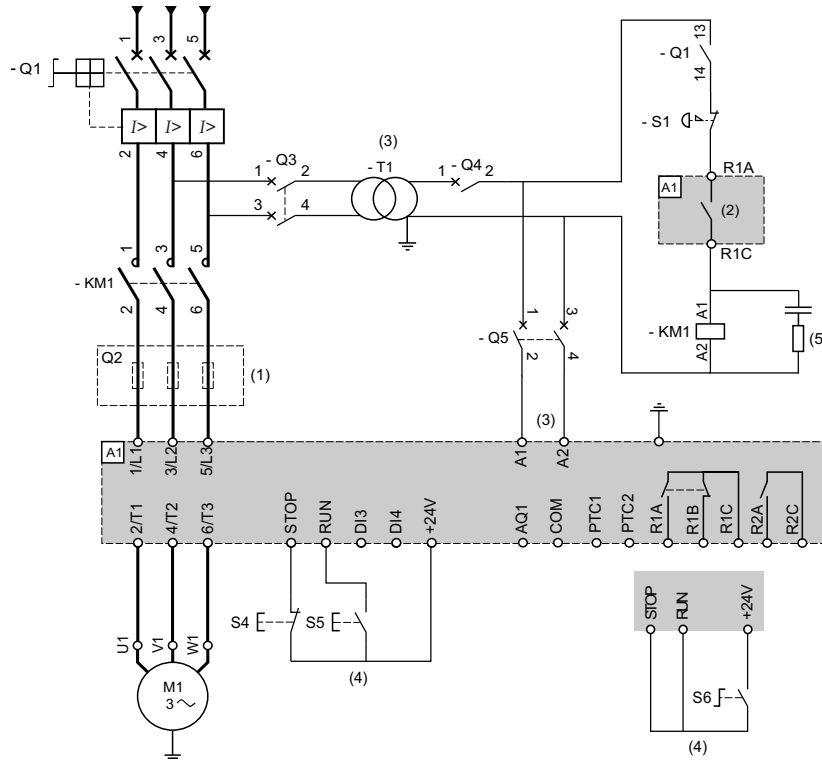 1 3 5
- Q1
I> I> I>
2 4 6
- Q3
1 2
3 4
(3)
- T1
- Q4
1 2
13
- Q1
14
- S1
R1A
A1
(2)
R1C
A1
- KM1
A2
(5
1 3 5
- KM1
2 4 6
Q2
(1)
1 3
- Q5
2 4
(3)
A1
1/L1 3/L2 5/L3
A1 A2
2/T1 4/T2 6/T3
STOP RUN DI3 DI4 +24V
AQ1 COM PTC1 PTC2 R1A R1B R1C R2A R2C
S4 S5
(4)
STOP RUN +24V
S6
(4)
U1 V1 W1
M1
3